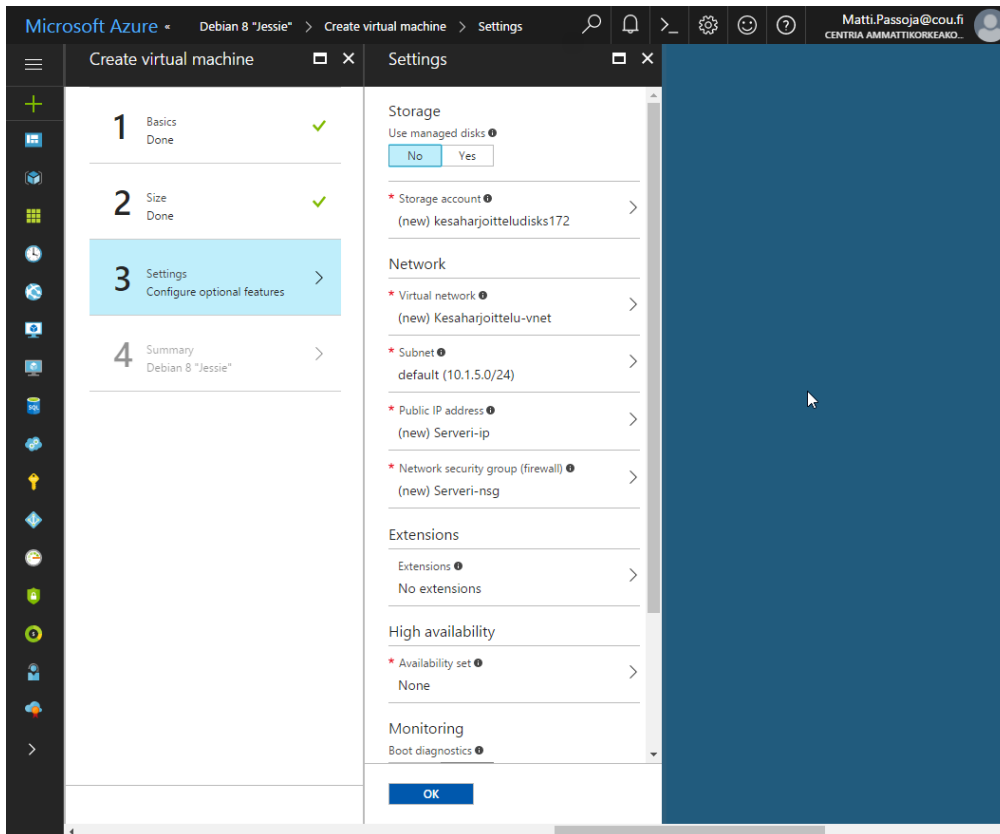 Microsoft Azure «
Debian 8 "Jessie" > Create virtual machine > Settings
Matti.Passoja@cou.fi
CENTRIA AMMATTIKORKEAKO...
Create virtual machine
1
Basics
Done
2
Size
Done
3
Settings
Configure optional features
4
Summary
Debian 8 "Jessie"
Settings
Storage
Use managed disks
No Yes
* Storage account
(new) kesaharjoitteludisks172
Network
* Virtual network
(new) Kesaharjoittelu-vnet
* Subnet
default (10.1.5.0/24)
* Public IP address
(new) Serveri-ip
* Network security group (firewall)
(new) Serveri-nsg
Extensions
Extensions
No extensions
High availability
* Availability set
None
Monitoring
Boot diagnostics
OK
SQL